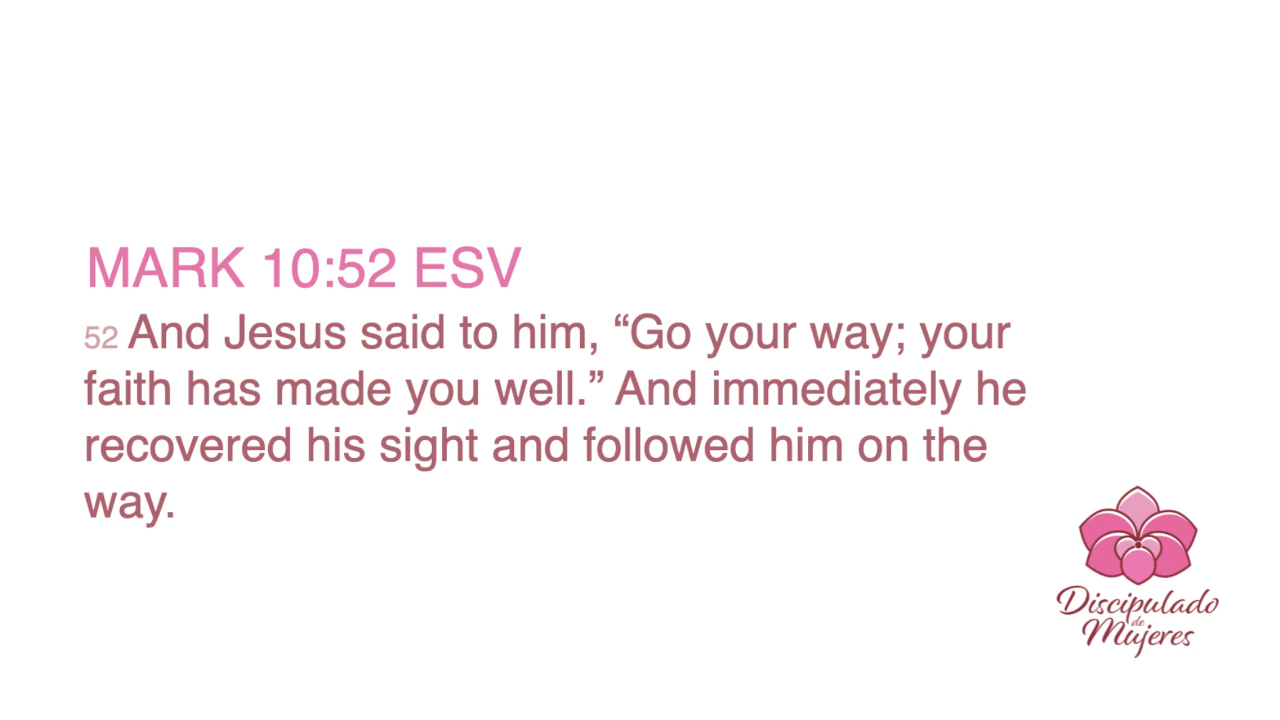 MARK 10:52 ESV
52 And Jesus said to him, “Go your way; your
faith has made you well.” And immediately he
recovered his sight and followed him on the
way.
Discipulado
de
Mujeres